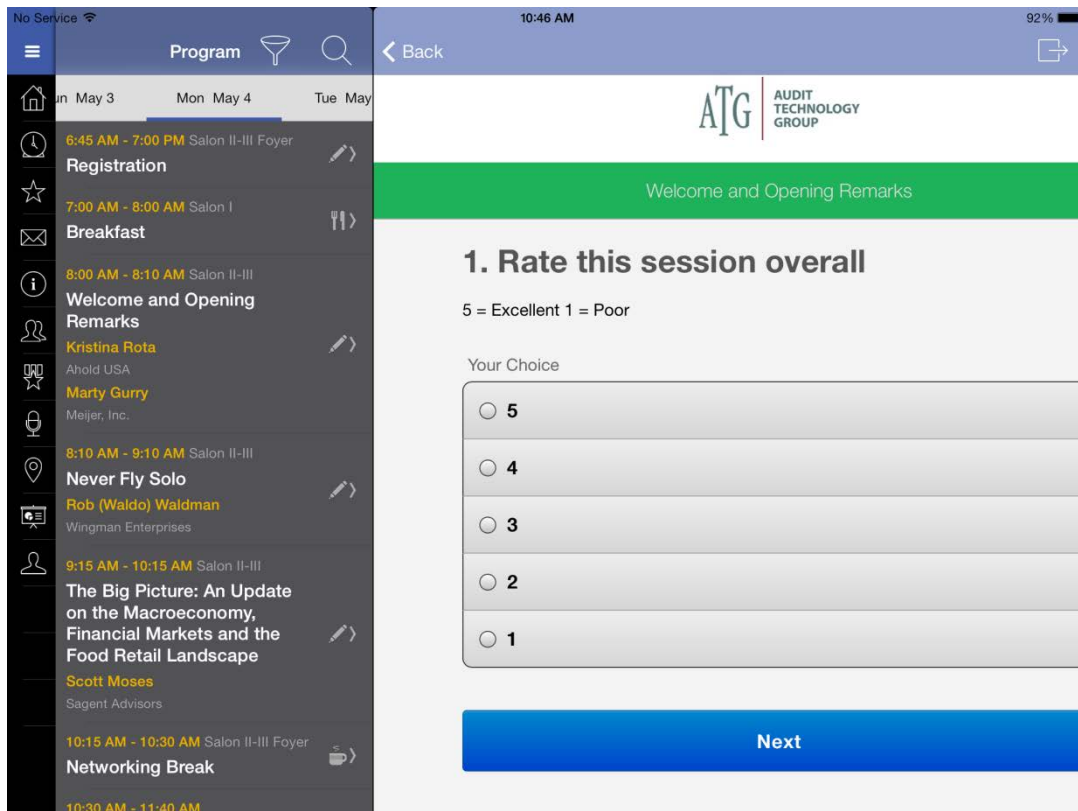 No Service
10:46 AM
92%
Program
Back
un May 3
Mon May 4
Tue May
6:45 AM - 7:00 PM Salon II-III Foyer
Registration
7:00 AM - 8:00 AM Salon I
Breakfast
8:00 AM - 8:10 AM Salon II-III
Welcome and Opening
Remarks
Kristina Rota
Ahold USA
Marty Gurry
Meijer, Inc.
8:10 AM - 9:10 AM Salon II-III
Never Fly Solo
Rob (Waldo) Waldman
Wingman Enterprises
9:15 AM - 10:15 AM Salon II-III
The Big Picture: An Update
on the Macroeconomy,
Financial Markets and the
Food Retail Landscape
Scott Moses
Sagent Advisors
10:15 AM - 10:30 AM Salon II-III Foyer
Networking Break
10:30 AM - 11:40 AM
ATG
AUDIT
TECHNOLOGY
GROUP
Welcome and Opening Remarks
1. Rate this session overall
5 = Excellent 1 = Poor
Your Choice
5
4
3
2
1
Next